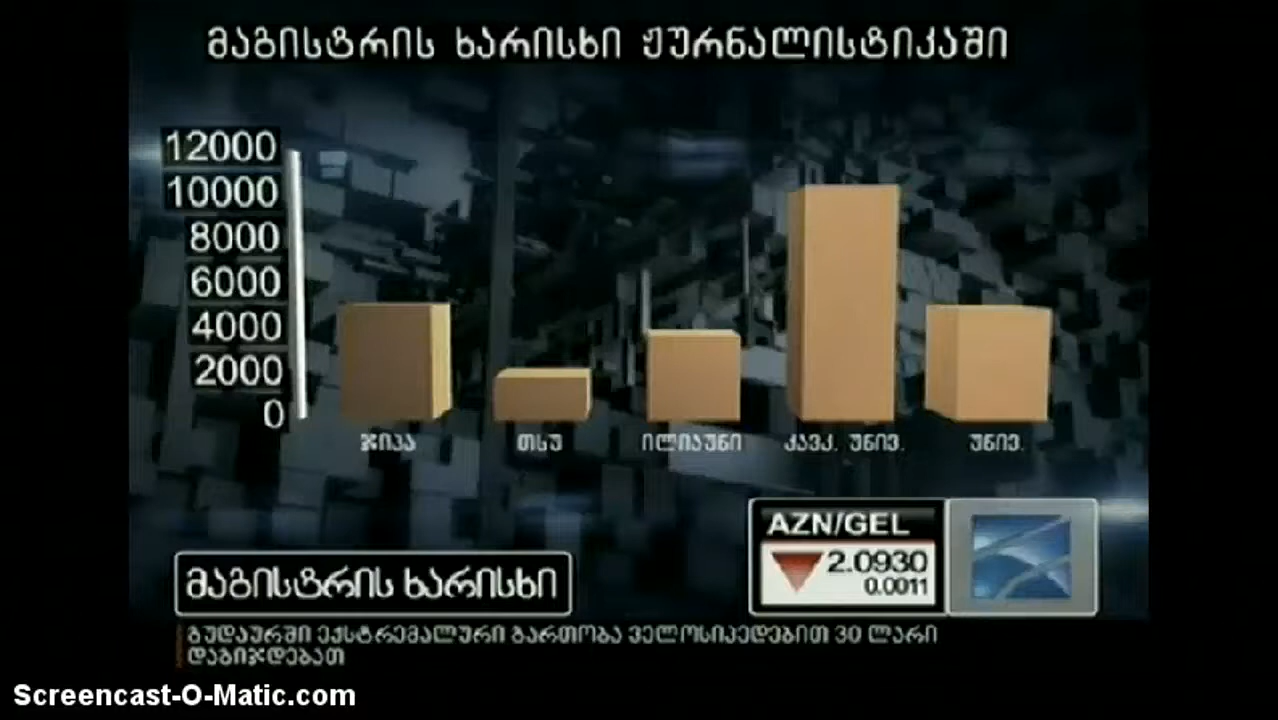 მაგისტრის ხარისხი ჟურნალისტიკაში
12000
10000
8000
6000
4000
2000
0
ჯიპა
თსუ
ილიაუნი
კავკ. უნივ.
უნივ.
AZN/GEL
2.0930
0.0011
მაგისტრის ხარისხი
გუდაურში ექსტრემალური გართობა ველოსიპედებით 30 ლარი
დაგიჯდებათ
Screencast-O-Matic.com